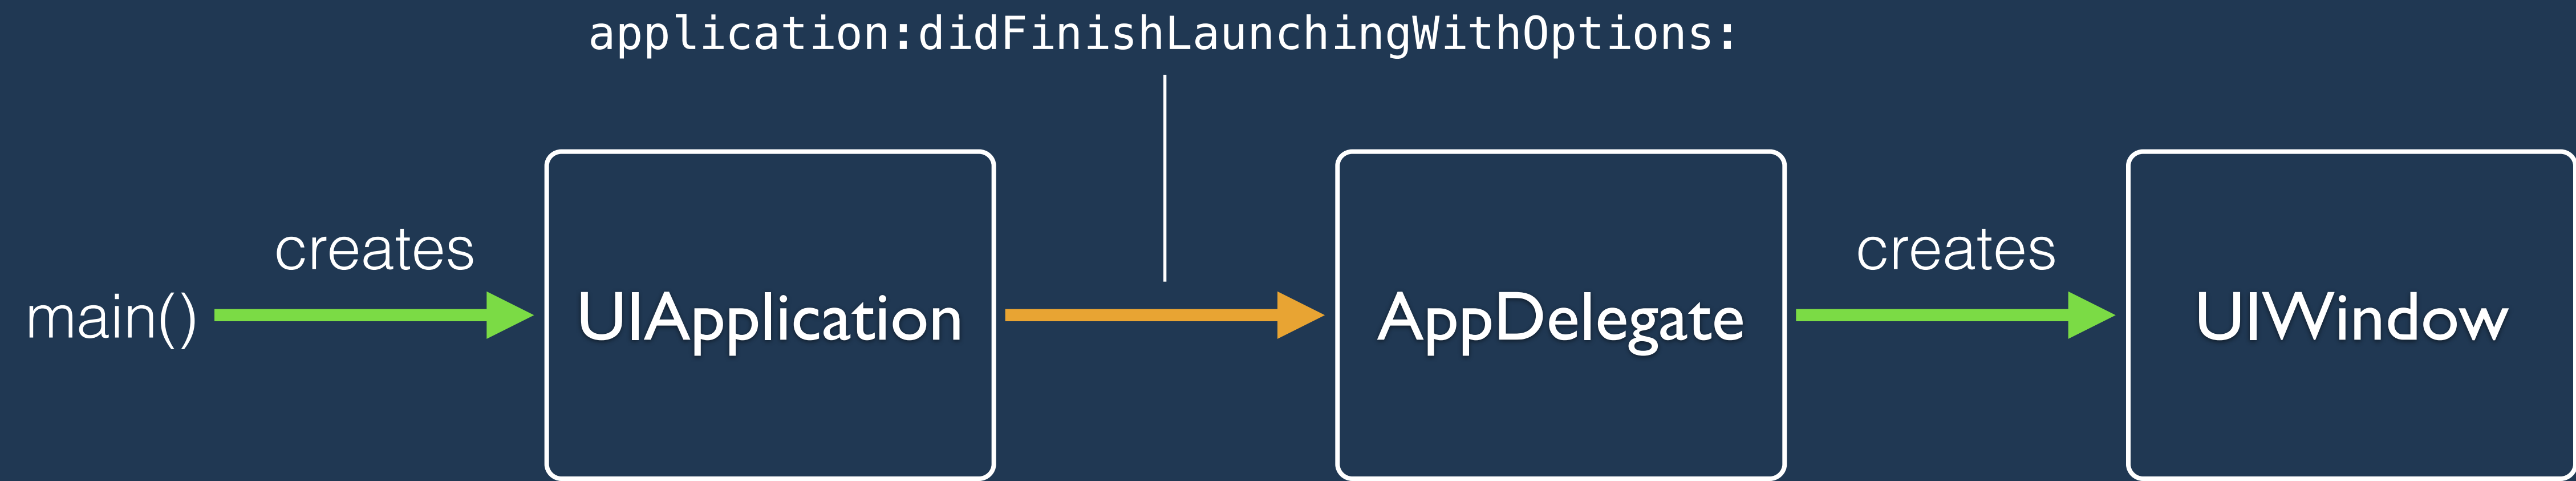 application:didFinishLaunchingWithOptions:
creates
creates
main()
UIApplication
AppDelegate
UIWindow